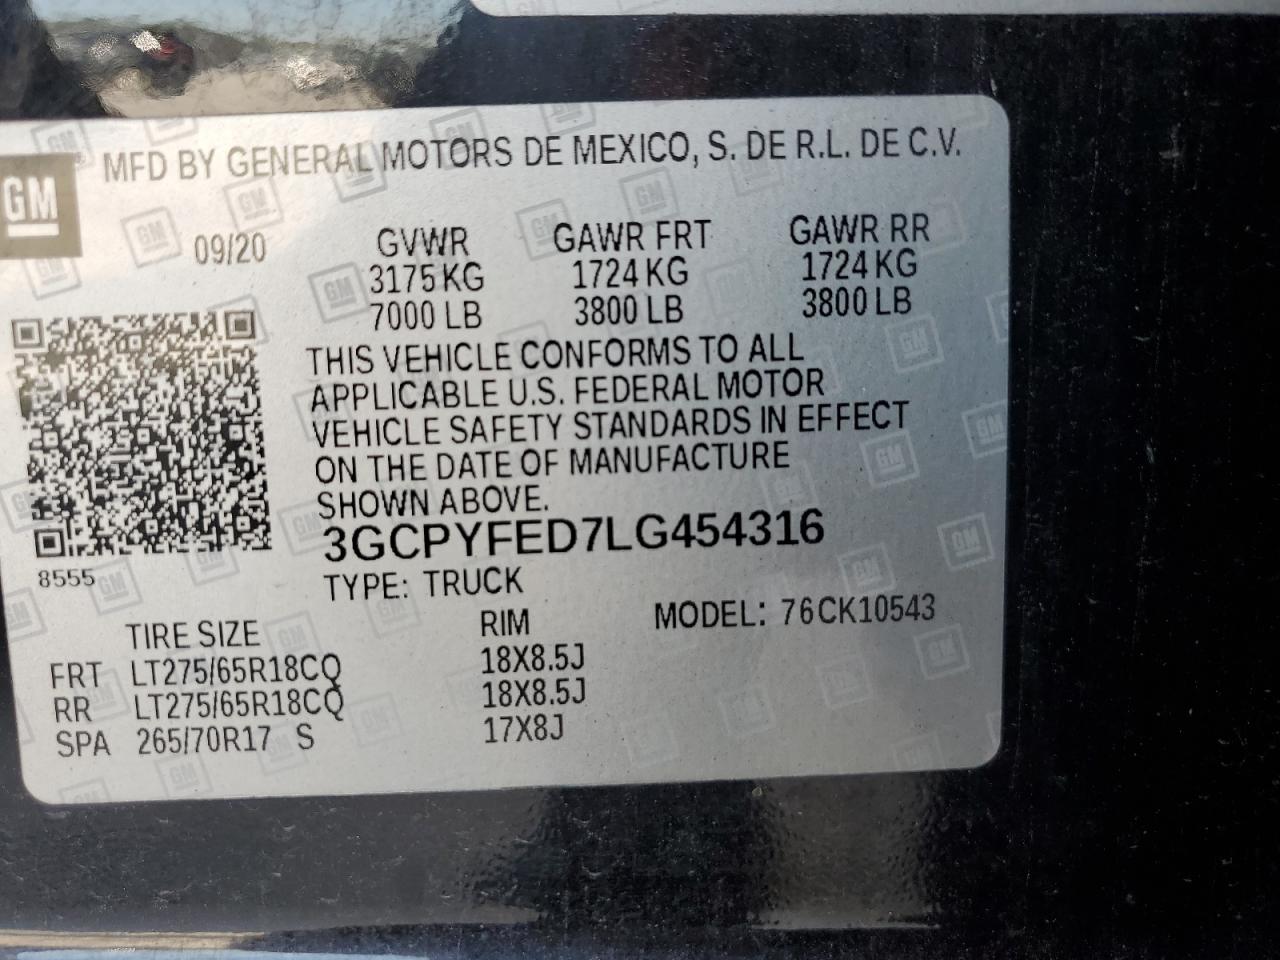 MFD BY GENERAL MOTORS DE MEXICO, S. DE R.L. DE C.V.
GM
09/20
GVWR GAWR FRT GAWR RR
3175 KG 1724 KG 1724 KG
7000 LB 3800 LB 3800 LB
THIS VEHICLE CONFORMS TO ALL
APPLICABLE U.S. FEDERAL MOTOR
VEHICLE SAFETY STANDARDS IN EFFECT
ON THE DATE OF MANUFACTURE
SHOWN ABOVE.
3GCPYFED7LG454316
8555
TYPE: TRUCK
MODEL: 76CK10543
TIRE SIZE RIM
FRT LT275/65R18CQ 18X8.5J
RR LT275/65R18CQ 18X8.5J
SPA 265/70R17 S 17X8J